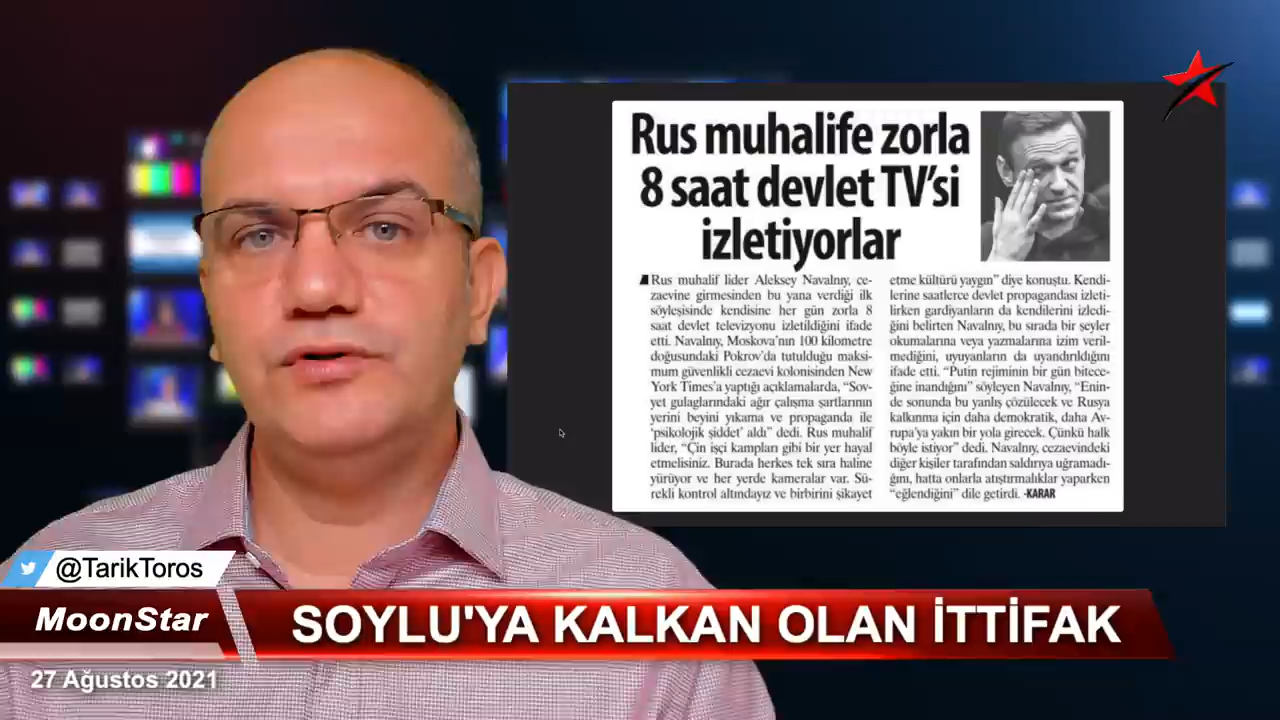 Rus muhalife zorla
8 saat devlet TV'si
izletiyorlar
Rus muhalif lider Aleksey Navalnıy, ce-
zaevine girmesinden bu yana verdiği ilk
söyleşisinde kendisine her gün zorla 8
saat devlet televizyonu izletildiğini ifade
etti. Navalnıy, Moskova'nın 100 kilometre
doğusundaki Pokrov'da tutulduğu maksi-
mum güvenlikli cezaevi kolonisinden New
York Times'a yaptığı açıklamalarda, “Sov-
yet gulaglarındaki ağır çalışma şartlarının
yerini beyini yıkama ve propaganda ile
'psikolojik şiddet' aldı” dedi. Rus muhalif
lider, “Çin işçi kampları gibi bir yer hayal
etmelisiniz. Burada herkes tek sıra haline
yürüyor ve her yerde kameralar var. Sü-
rekli kontrol altındayız ve birbirini şikayet
etme kültürü yaygın” diye konuştu. Kendi-
lerine saatlerce devlet propagandası izleti-
lirken gardiyanların da kendilerini izledi-
ğini belirten Navalnıy, bu sırada bir şeyler
okumalarına veya yazmalarına izim veril-
mediğini, uyuyanların da uyandırıldığını
ifade etti. “Putin rejiminin bir gün bitece-
ğine inandığını” söyleyen Navalnıy, “Enin-
de sonunda bu yanlış çözülecek ve Rusya
kalkınma için daha demokratik, daha Av-
rupa'ya yakın bir yola girecek. Çünkü halk
böyle istiyor” dedi. Navalnıy, cezaevindeki
diğer kişiler tarafından saldırıya uğramadı-
ğını, hatta onlarla atıştırmalıklar yaparken
“eğlendiğini” dile getirdi. -KARAR
@TarikToros
MoonStar
SOYLU'YA KALKAN OLAN İTTİFAK
27 Ağustos 2021